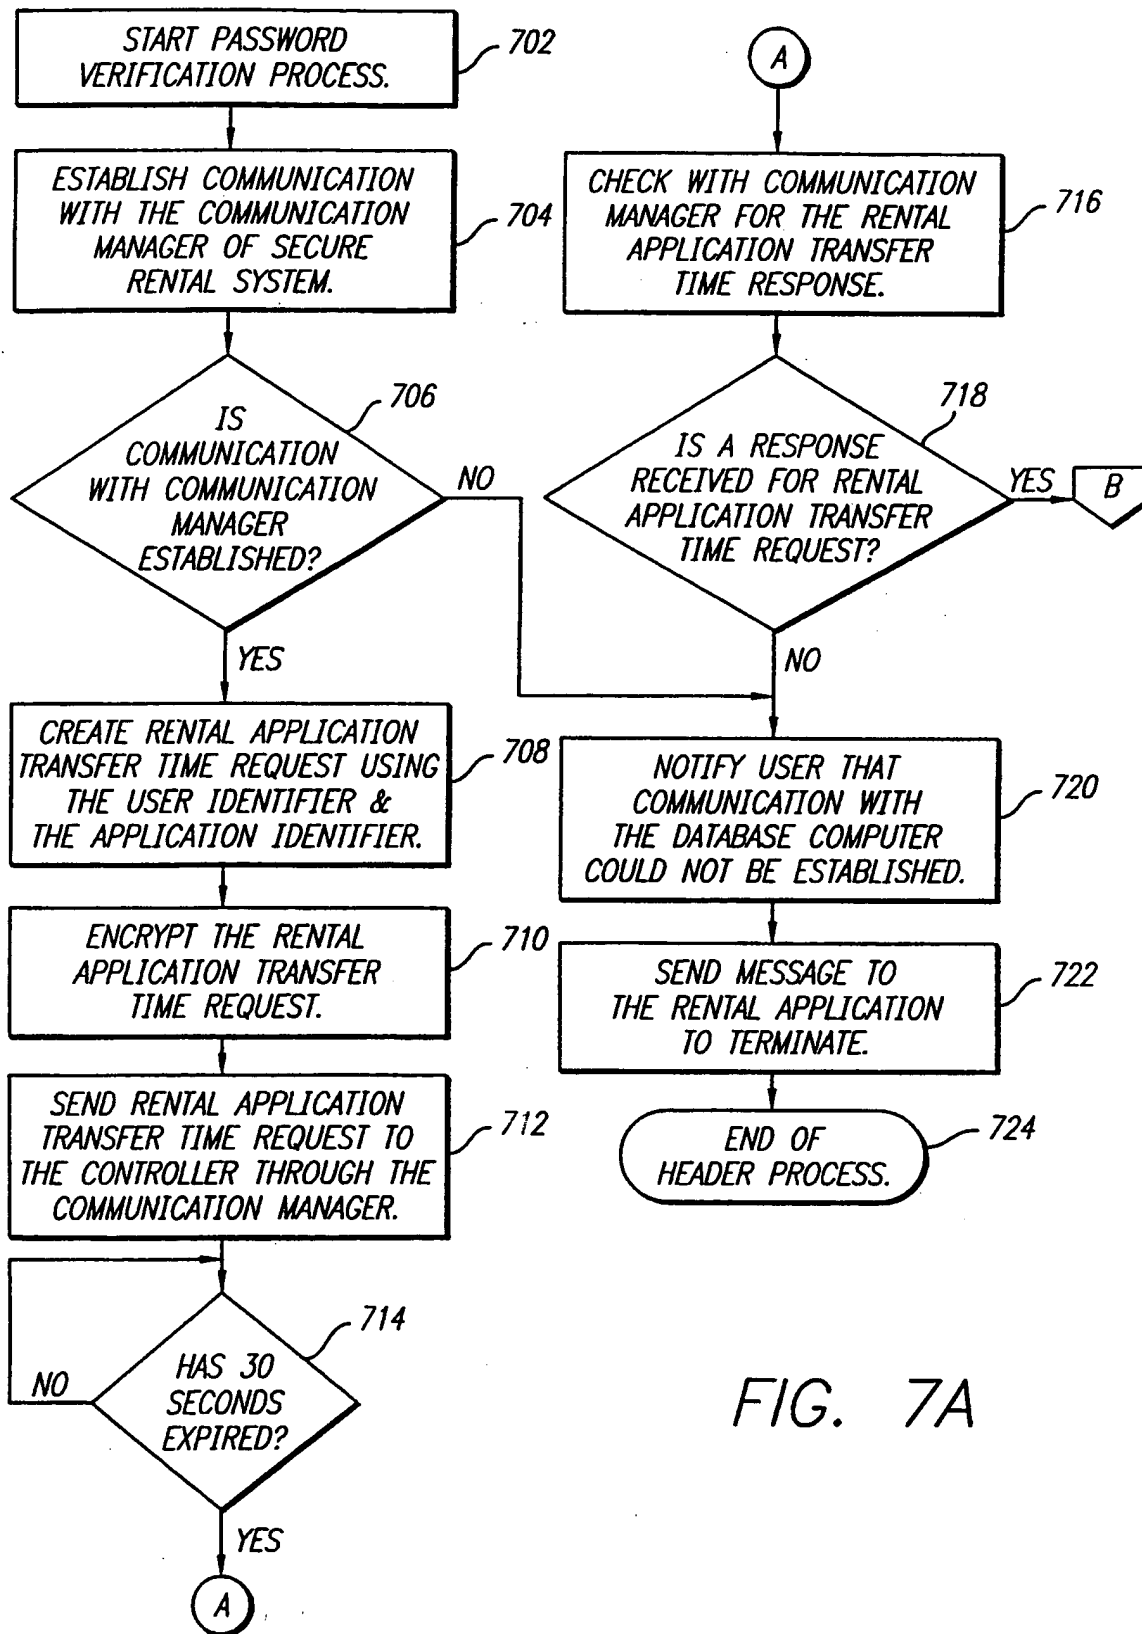 START PASSWORD
VERIFICATION PROCESS.
702
ESTABLISH COMMUNICATION
WITH THE COMMUNICATION
MANAGER OF SECURE
RENTAL SYSTEM.
704
IS
COMMUNICATION
WITH COMMUNICATION
MANAGER
ESTABLISHED?
706
NO
YES
CREATE RENTAL APPLICATION
TRANSFER TIME REQUEST USING
THE USER IDENTIFIER &
THE APPLICATION IDENTIFIER.
708
ENCRYPT THE RENTAL
APPLICATION TRANSFER
TIME REQUEST.
710
SEND RENTAL APPLICATION
TRANSFER TIME REQUEST TO
THE CONTROLLER THROUGH THE
COMMUNICATION MANAGER.
712
HAS 30
SECONDS
EXPIRED?
714
NO
YES
A
A
CHECK WITH COMMUNICATION
MANAGER FOR THE RENTAL
APPLICATION TRANSFER
TIME RESPONSE.
716
IS A RESPONSE
RECEIVED FOR RENTAL
APPLICATION TRANSFER
TIME REQUEST?
718
YES
B
NO
NOTIFY USER THAT
COMMUNICATION WITH
THE DATABASE COMPUTER
COULD NOT BE ESTABLISHED.
720
SEND MESSAGE TO
THE RENTAL APPLICATION
TO TERMINATE.
722
END OF
HEADER PROCESS.
724
FIG. 7A